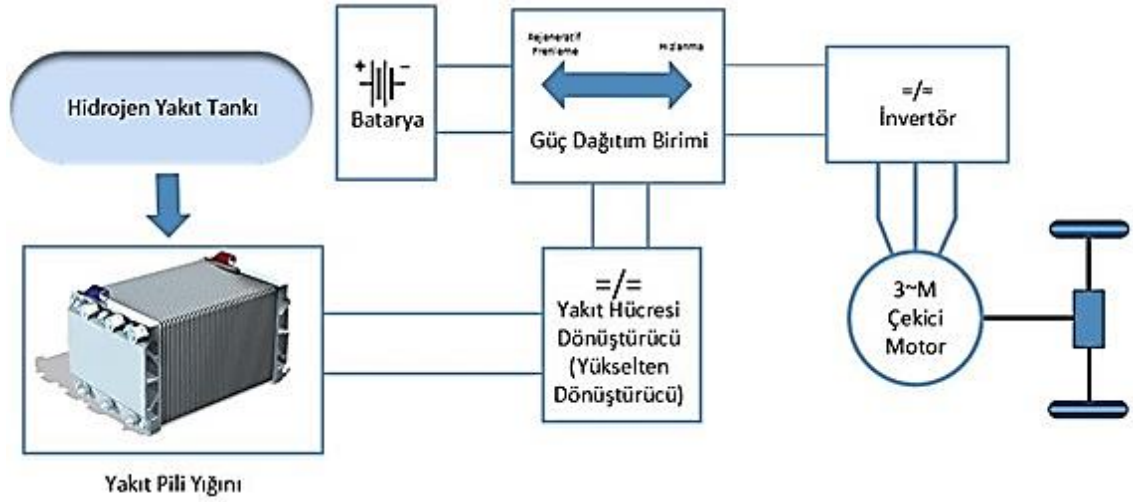 Hidrojen Yakıt Tankı
+ -
Batarya
Rejeneratif
Frenleme
Hızlanma
Güç Dağıtım Birimi
=/≈
İnvertör
=/=
Yakıt Hücresi
Dönüştürücü
(Yükselten
Dönüştürücü)
3~M
Çekici
Motor
Yakıt Pili Yığını